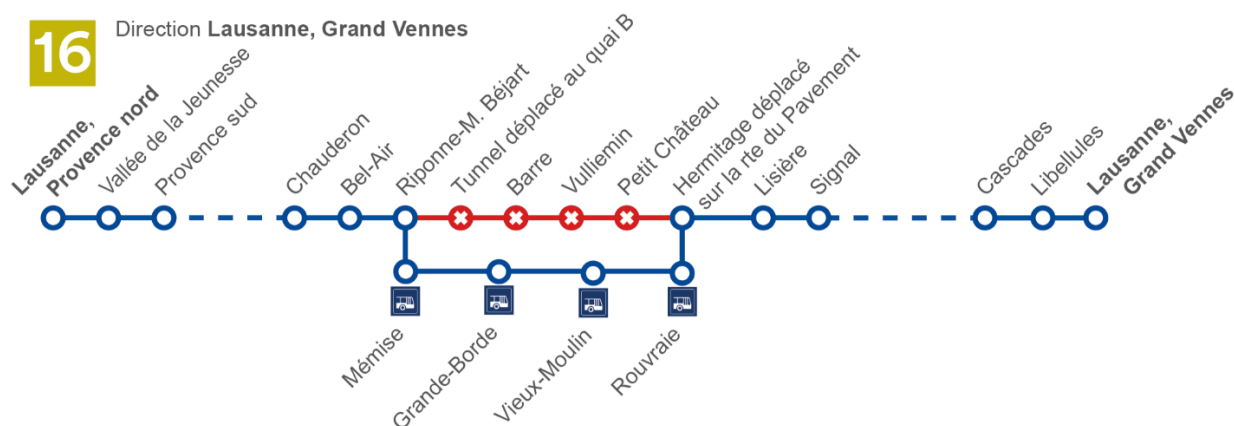 16
Direction Lausanne, Grand Vennes
Lausanne,
Provence nord
Vallée de la Jeunesse
Provence sud
Chauderon
Bel-Air
Riponne-M. Béjart
Tunnel déplacé au quai B
Barre
Vulliemin
Petit Château
Hermitage déplacé
sur la rte du Pavement
Lisière
Signal
Cascades
Libellules
Lausanne,
Grand Vennes
Mémise
Grande-Borde
Vieux-Moulin
Rouvraie